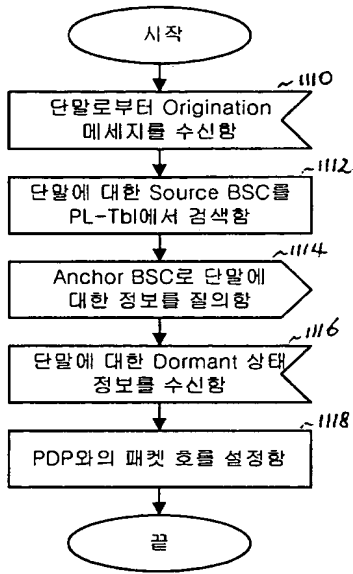 시작
1110
단말로부터 Origination
메세지를 수신함
1112
단말에 대한 Source BSC를
PL-Tbl에서 검색함
1114
Anchor BSC로 단말에
대한 정보를 질의함
1116
단말에 대한 Dormant 상태
정보를 수신함
1118
PDP와의 패켓 호를 설정함
끝